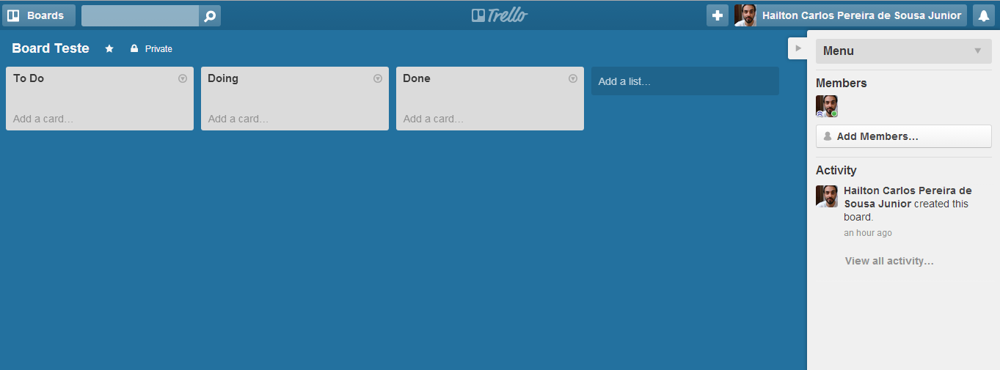 Boards
Trello
Hailton Carlos Pereira de Sousa Junior
Board Teste
Private
To Do
Add a card…
Doing
Add a card…
Done
Add a card…
Add a list…
Menu
Members
Add Members…
Activity
Hailton Carlos Pereira de
Sousa Junior created this
board.
an hour ago
View all activity…